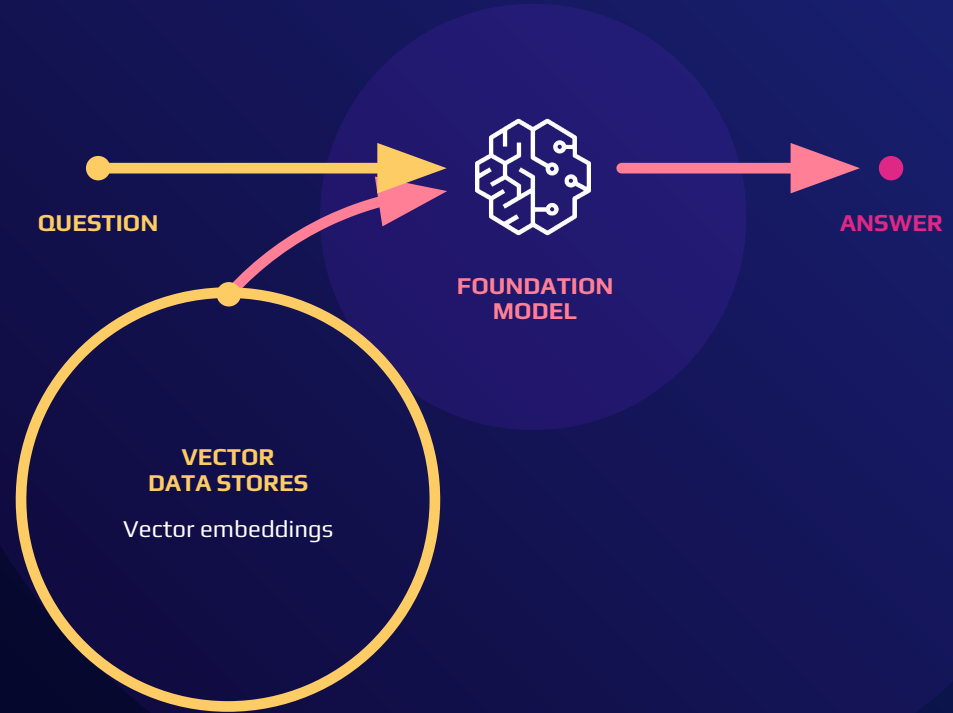 QUESTION
ANSWER
FOUNDATION
MODEL
VECTOR
DATA STORES
Vector embeddings